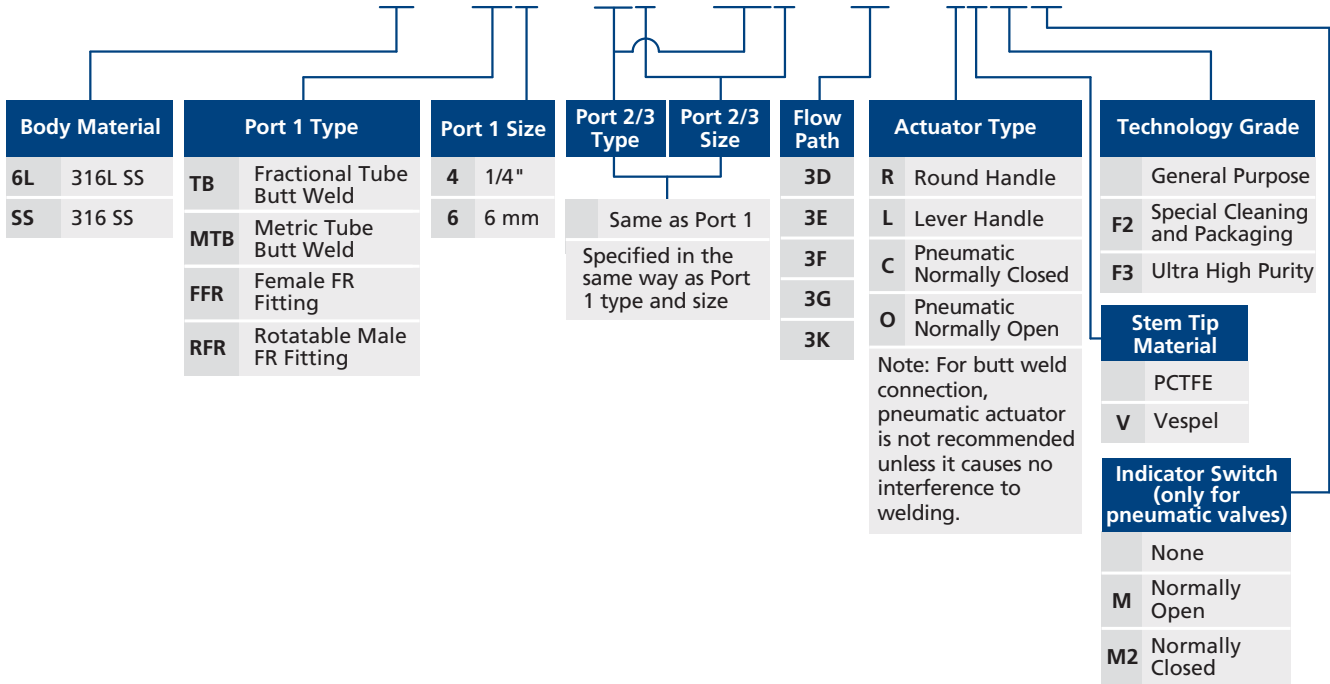 Body Material
6L 316L SS
SS 316 SS
Port 1 Type
TB Fractional Tube
Butt Weld
MTB Metric Tube
Butt Weld
FFR Female FR
Fitting
RFR Rotatable Male
FR Fitting
Port 1 Size
4 1/4"
6 6 mm
Port 2/3
Type
Port 2/3
Size
Same as Port 1
Specified in the
same way as Port
1 type and size
Flow
Path
3D
3E
3F
3G
3K
Actuator Type
R Round Handle
L Lever Handle
C Pneumatic
Normally Closed
O Pneumatic
Normally Open
Note: For butt weld
connection,
pneumatic actuator
is not recommended
unless it causes no
interference to
welding.
Technology Grade
General Purpose
F2 Special Cleaning
and Packaging
F3 Ultra High Purity
Stem Tip
Material
PCTFE
V Vespel
Indicator Switch
(only for
pneumatic valves)
None
M Normally
Open
M2 Normally
Closed